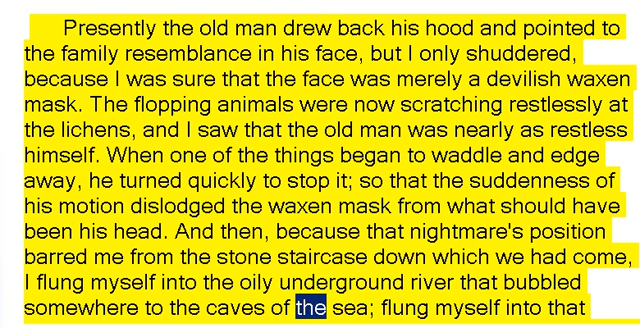 Presently the old man drew back his hood and pointed to
the family resemblance in his face, but I only shuddered,
because I was sure that the face was merely a devilish waxen
mask. The flopping animals were now scratching restlessly at
the lichens, and I saw that the old man was nearly as restless
himself. When one of the things began to waddle and edge
away, he turned quickly to stop it; so that the suddenness of
his motion dislodged the waxen mask from what should have
been his head. And then, because that nightmare's position
barred me from the stone staircase down which we had come,
I flung myself into the oily underground river that bubbled
somewhere to the caves of the sea; flung myself into that